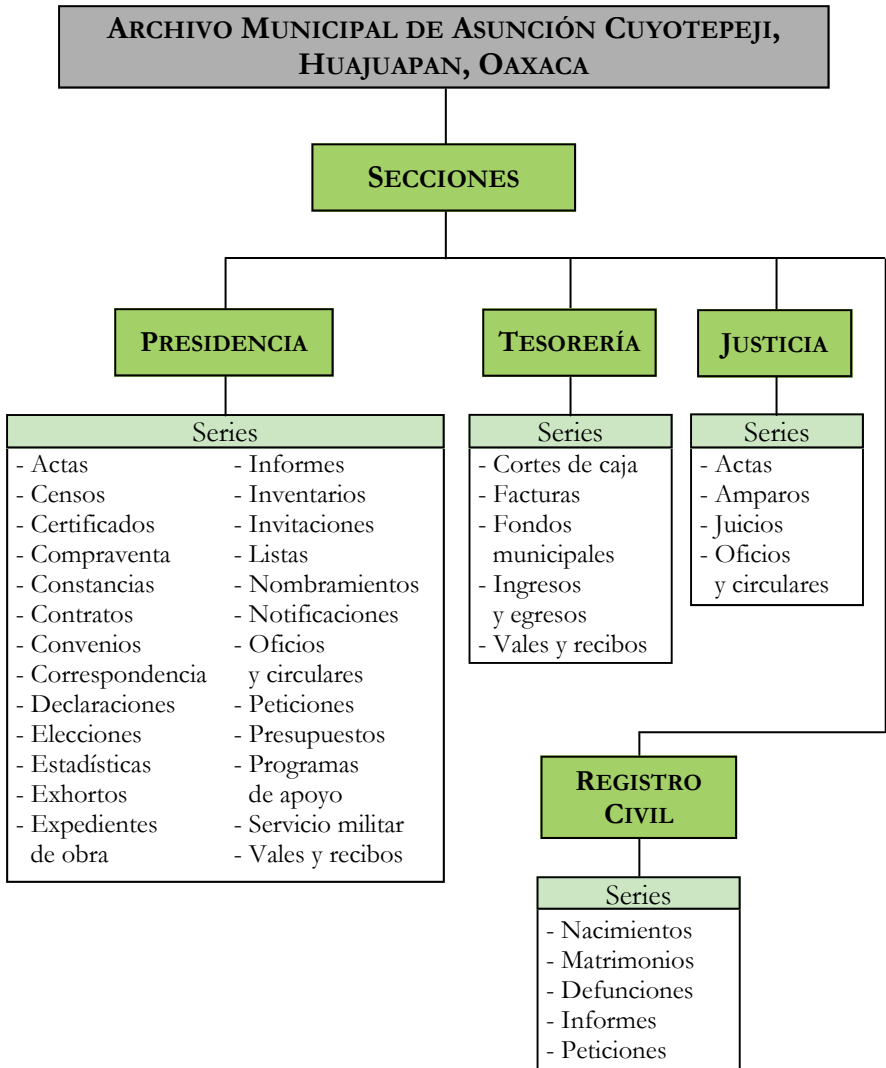 ARCHIVO MUNICIPAL DE ASUNCIÓN CUYOTEPEJI,
HUAJUAPAN, OAXACA
SECCIONES
PRESIDENCIA
Series
- Actas
- Censos
- Certificados
- Compraventa
- Constancias
- Contratos
- Convenios
- Correspondencia
- Declaraciones
- Elecciones
- Estadísticas
- Exhortos
- Expedientes
de obra
- Informes
- Inventarios
- Invitaciones
- Listas
- Nombramientos
- Notificaciones
- Oficios
y circulares
- Peticiones
- Presupuestos
- Programas
de apoyo
- Servicio militar
- Vales y recibos
TESORERÍA
Series
- Cortes de caja
- Facturas
- Fondos
municipales
- Ingresos
y egresos
- Vales y recibos
JUSTICIA
Series
- Actas
- Amparos
- Juicios
- Oficios
y circulares
REGISTRO
CIVIL
Series
- Nacimientos
- Matrimonios
- Defunciones
- Informes
- Peticiones